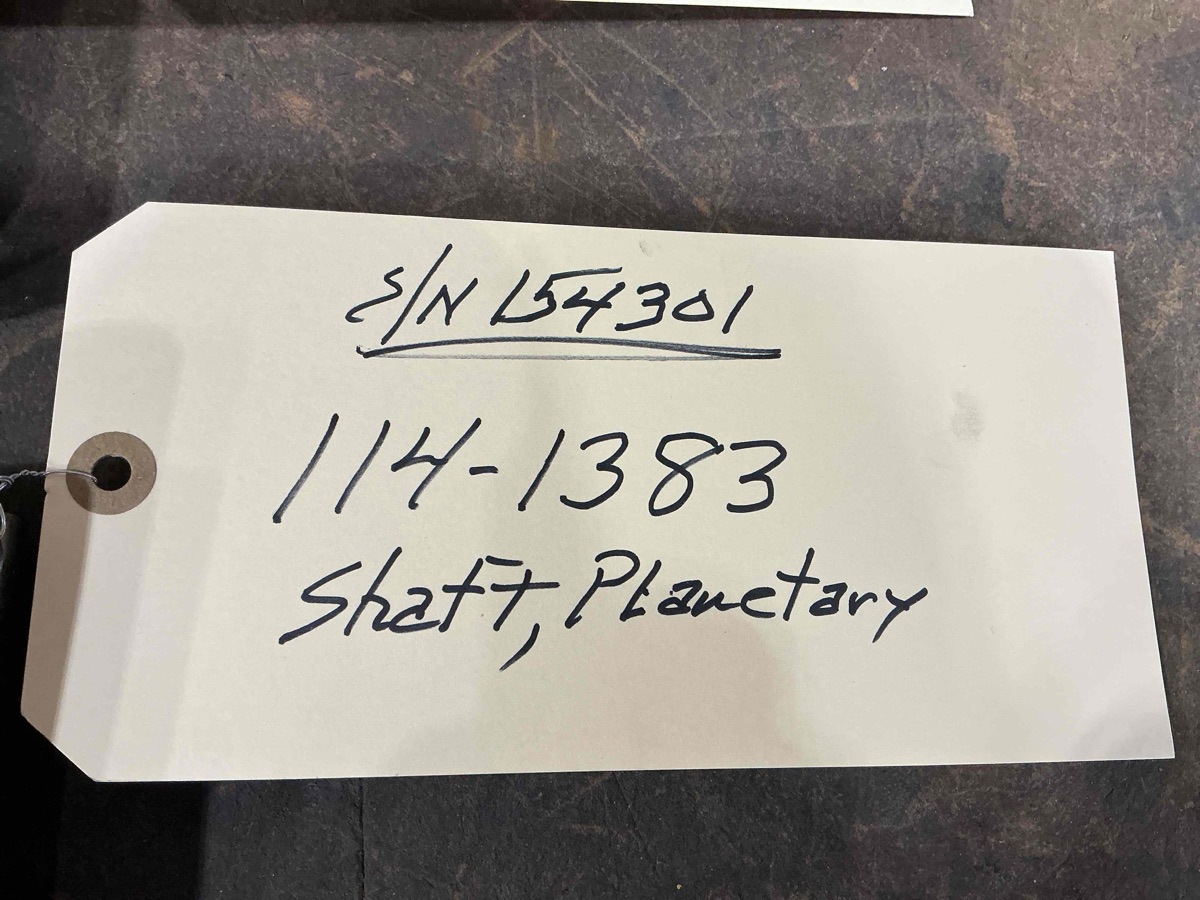 S/N 154301
114-1383
Shaft, Planetary